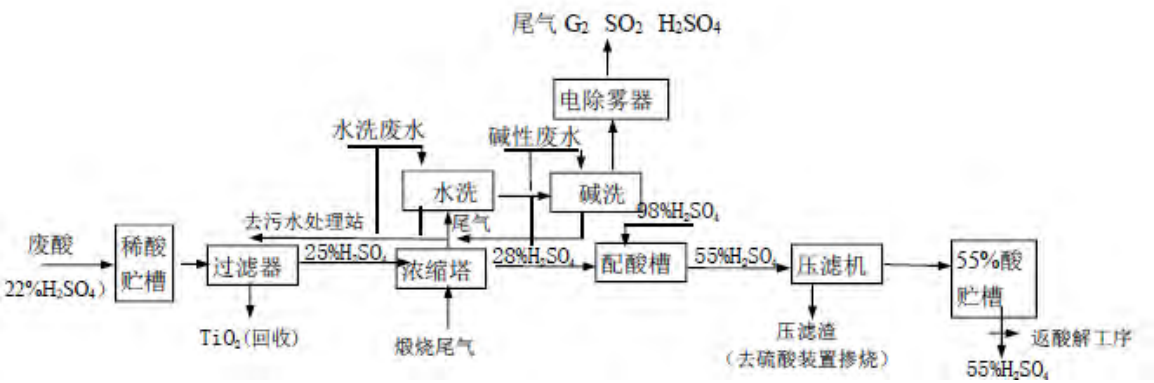 尾气 G₂ SO₂ H₂SO₄
电除雾器
水洗废水
碱性废水
水洗
碱洗
去污水处理站
尾气
98%H₂SO₄
废酸
22%H₂SO₄）
稀酸
贮槽
过滤器
25%H₂SO₄
浓缩塔
28%H₂SO₄
配酸槽
55%H₂SO₄
压滤机
55%酸
贮槽
TiO₂(回收)
煅烧尾气
压滤渣
（去硫酸装置掺烧）
返酸解工序
55%H₂SO₄